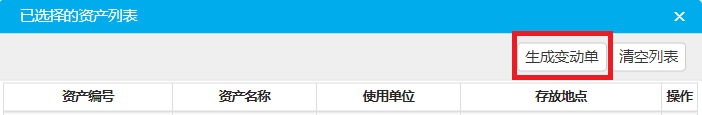 已选择的资产列表 ×
生成变动单 清空列表
资产编号 资产名称 使用单位 存放地点 操作